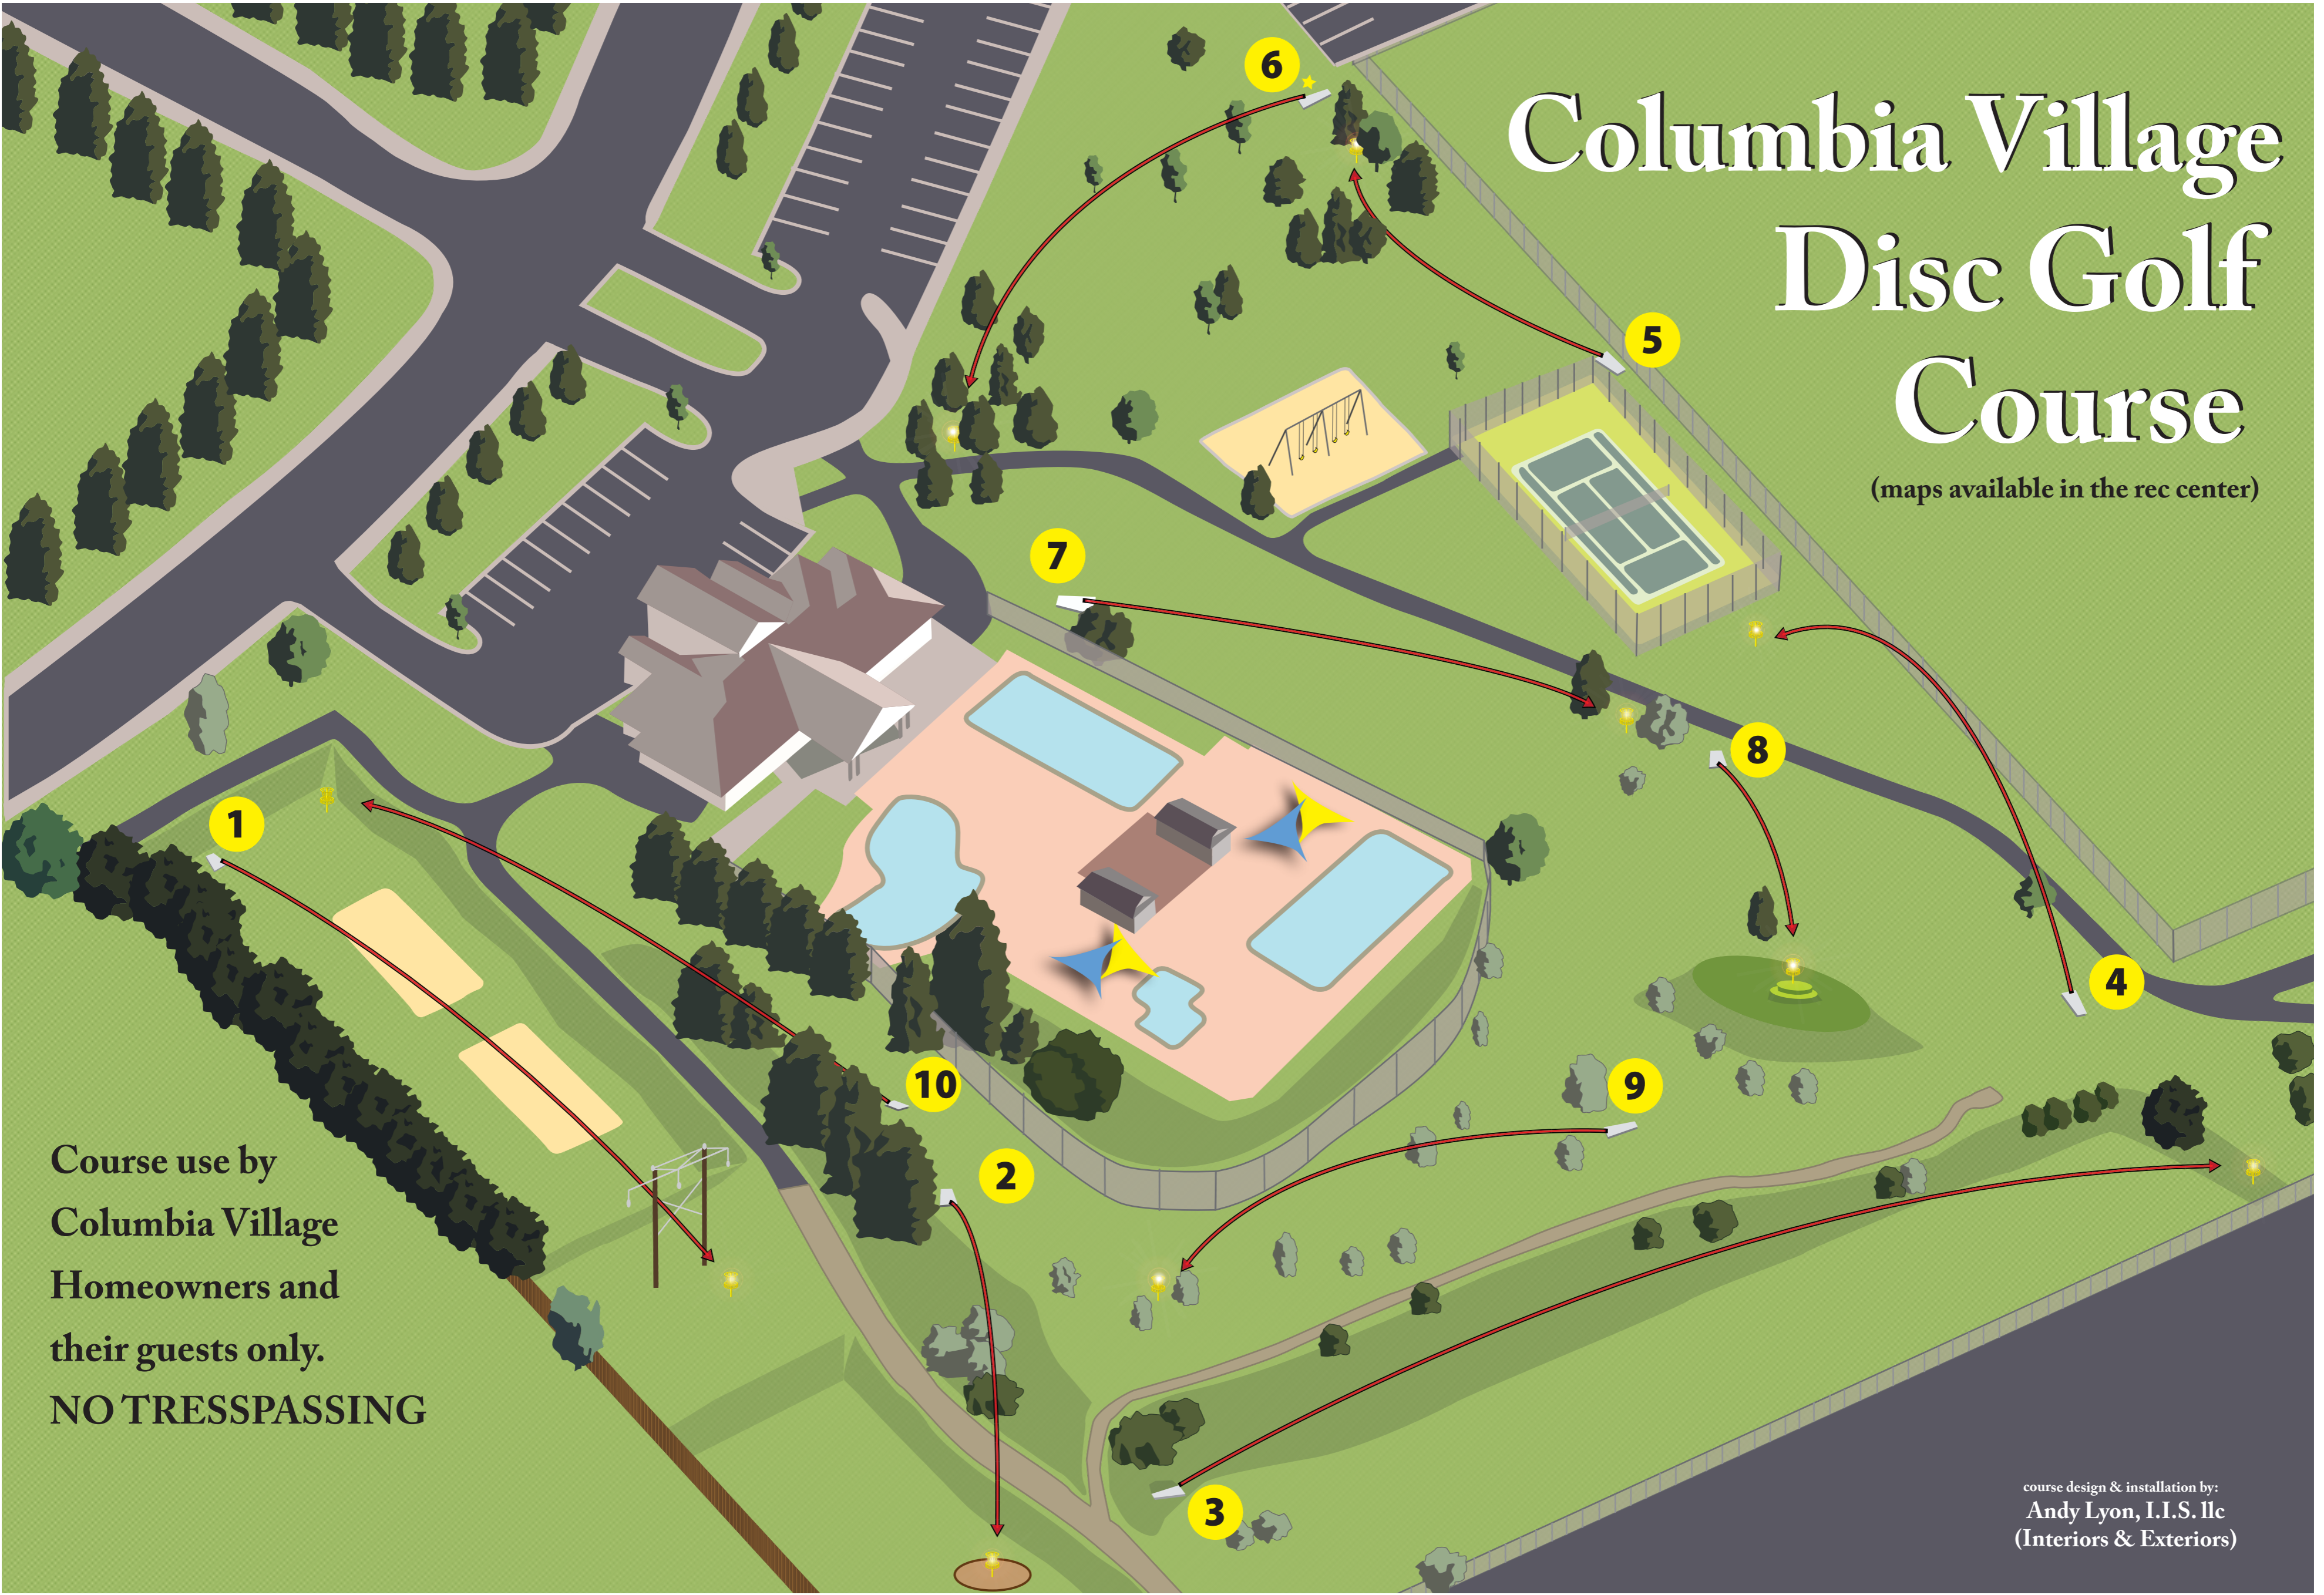 Columbia Village
Disc Golf
Course
(maps available in the rec center)
6
5
7
8
1
4
10
9
2
3
Course use by
Columbia Village
Homeowners and
their guests only.
NO TRESSPASSING
course design & installation by:
Andy Lyon, I.I.S. llc
(Interiors & Exteriors)